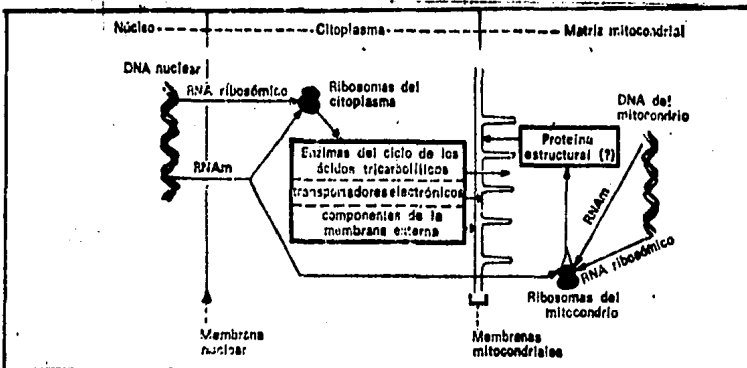 Núcleo Citoplasma Matriz mitocondrial
DNA nuclear
RNA ribosómico
Ribosomas del
citoplasma
RNAm
Enzimas del ciclo de los
ácidos tricarbolíticos
transportadores electrónicos
componentes de la
membrana externa
Proteína
estructural (?)
DNA del
mitocondrio
RNAm
RNA ribosómico
Ribosomas del
mitocondrio
Membrana
nuclear
Membranas
mitocondriales